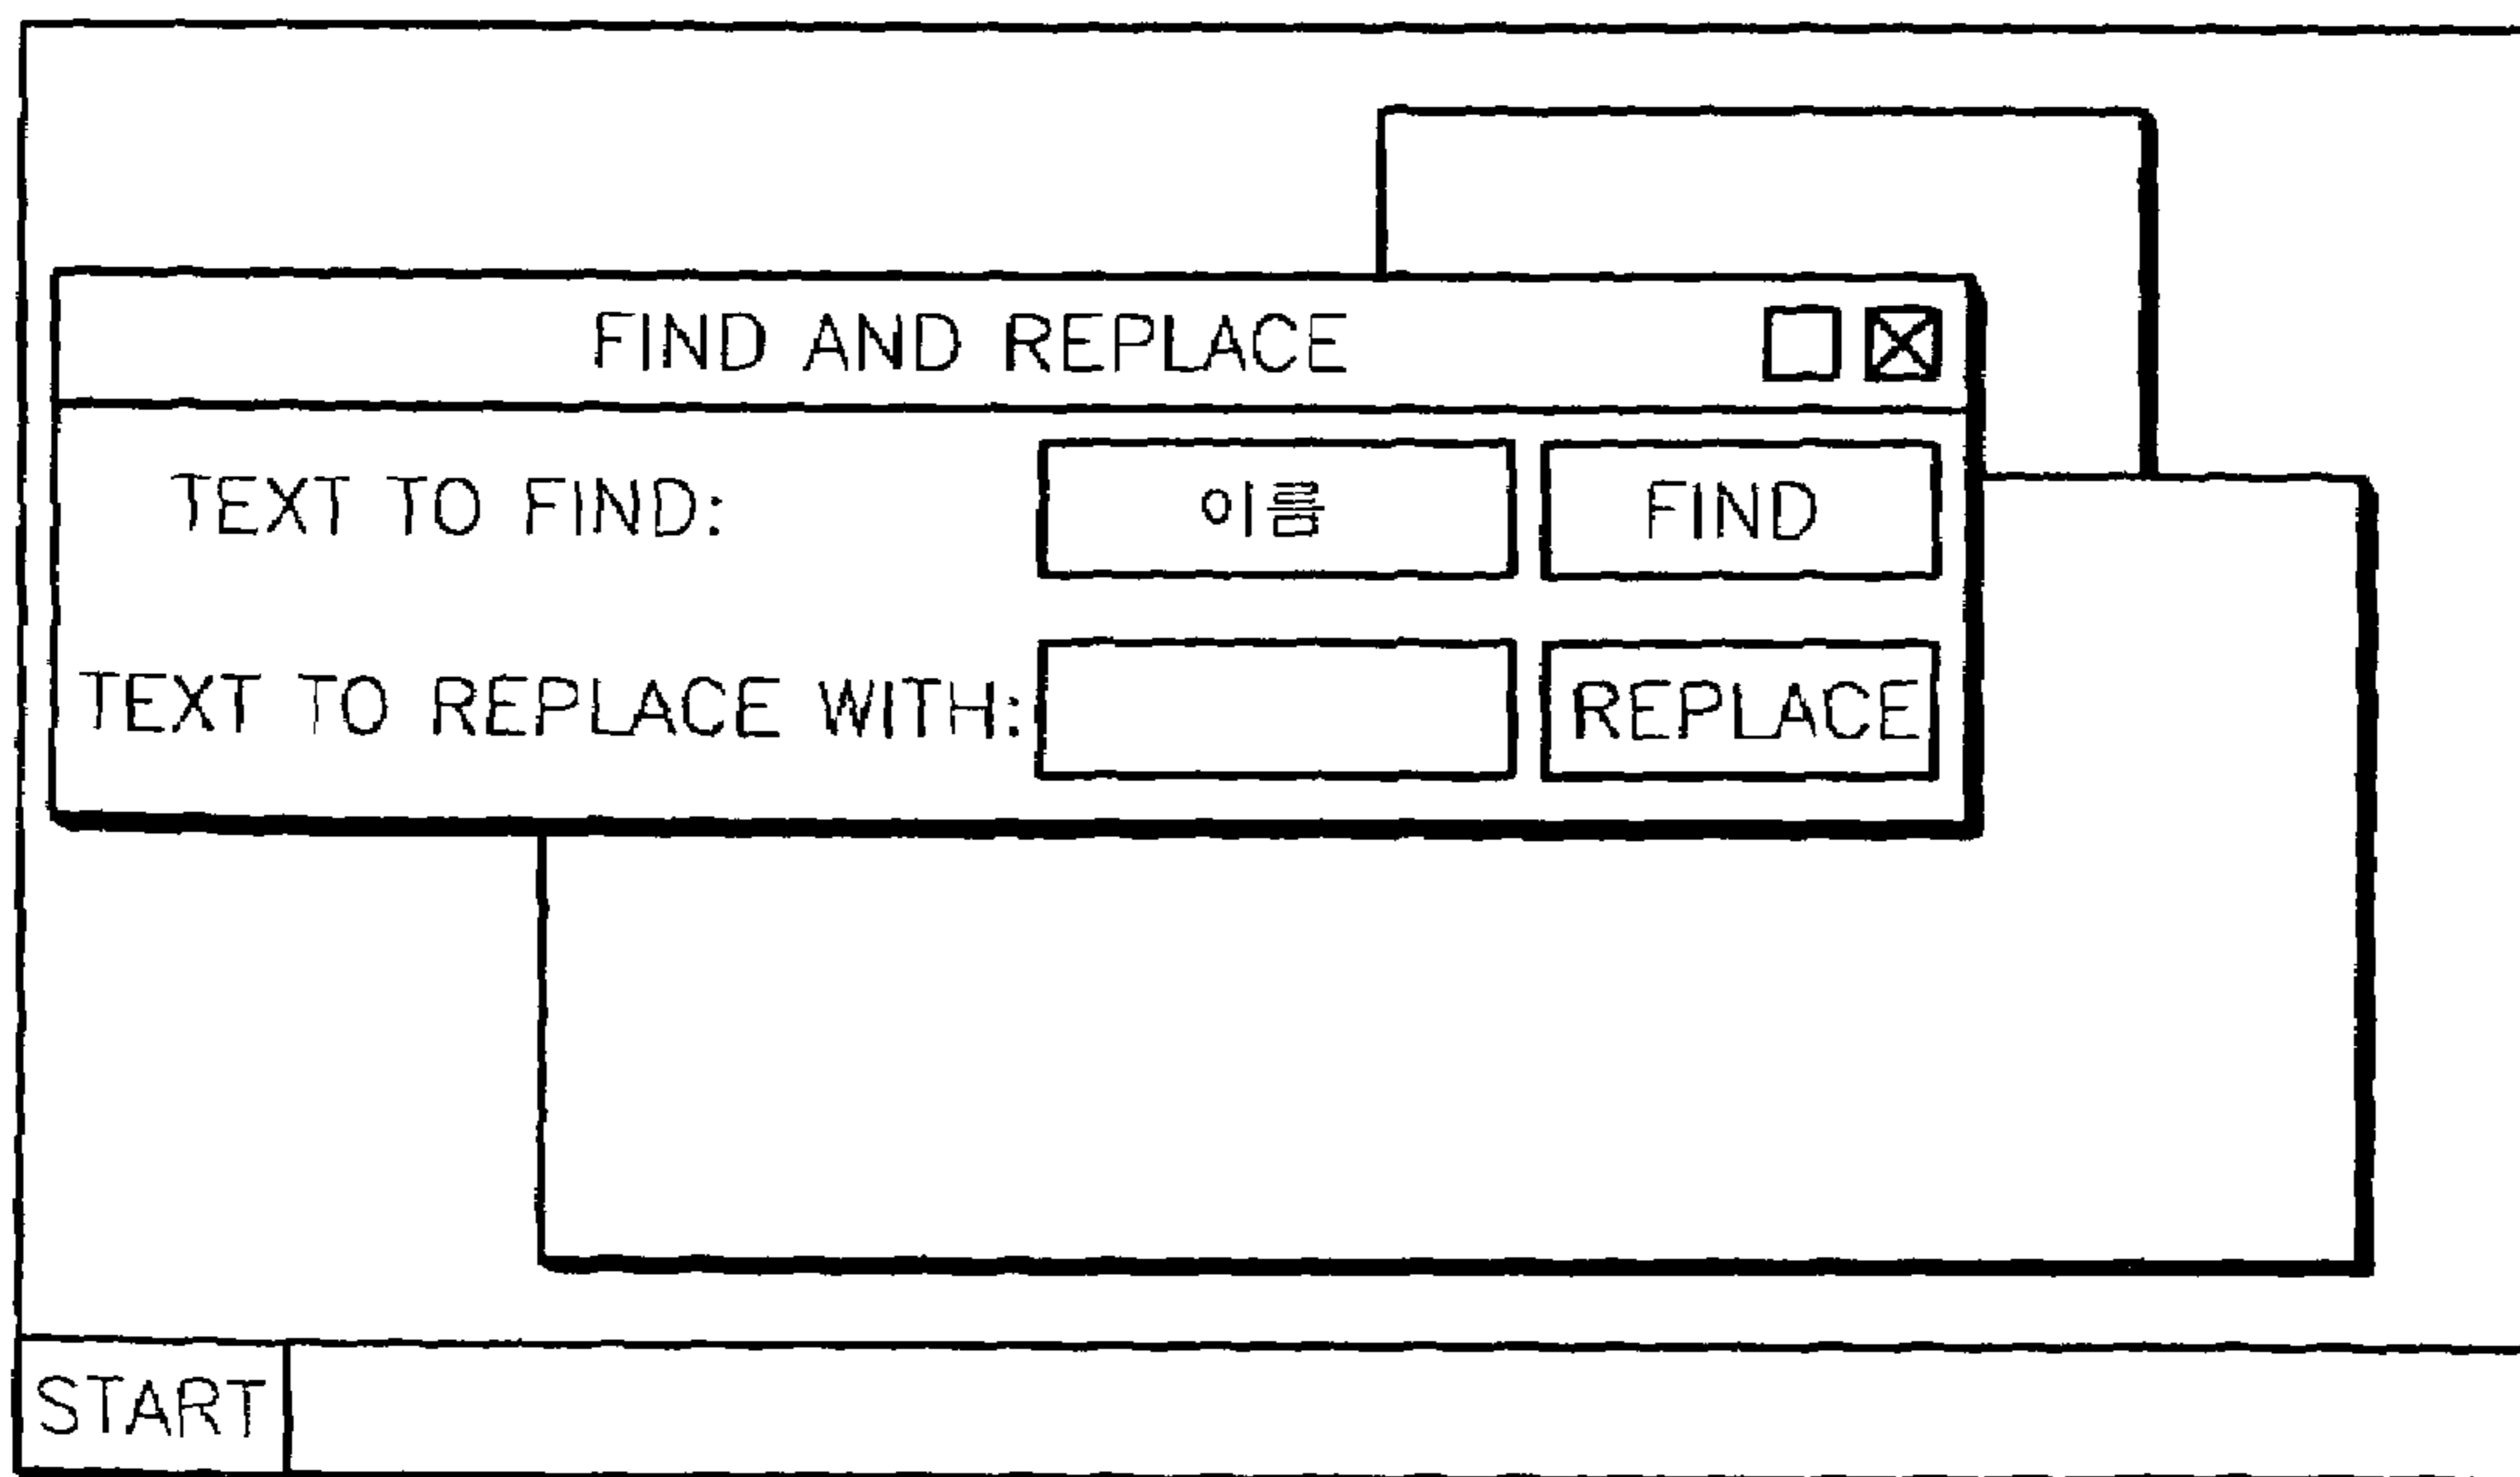 FIND AND REPLACE
TEXT TO FIND: 이름 FIND
TEXT TO REPLACE WITH: REPLACE
START